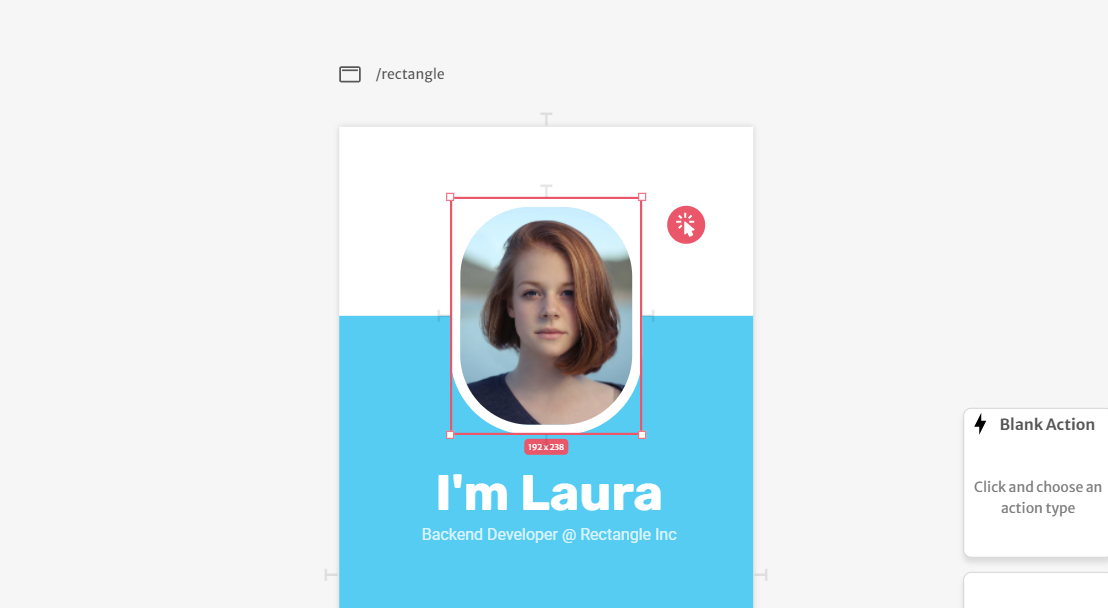 /rectangle
192 x 238
I'm Laura
Backend Developer @ Rectangle Inc
Blank Action
Click and choose an
action type